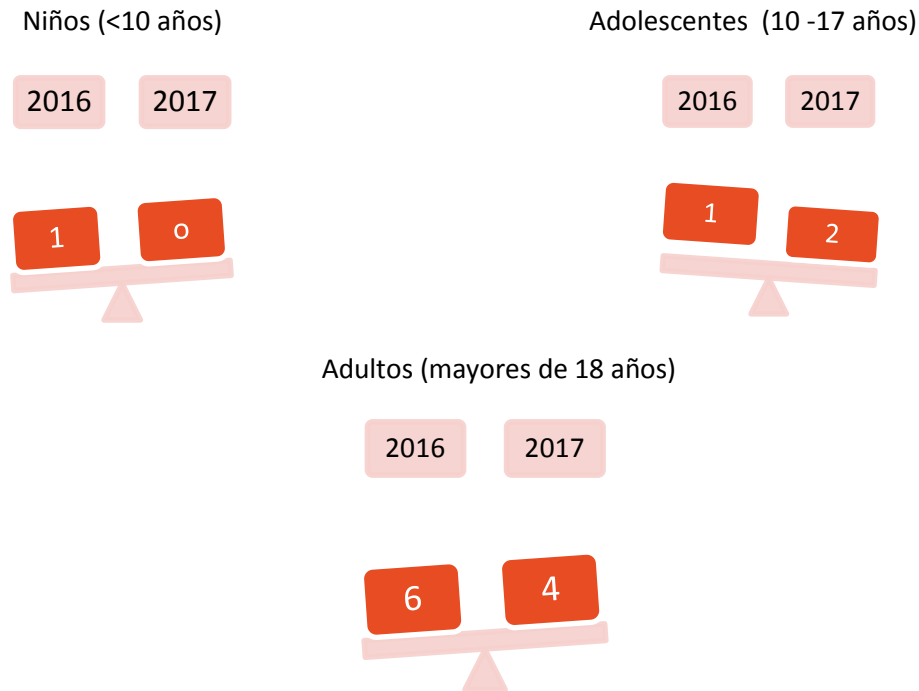 Niños (<10 años)
2016 2017
1 0
Adolescentes (10 -17 años)
2016 2017
1 2
Adultos (mayores de 18 años)
2016 2017
6 4